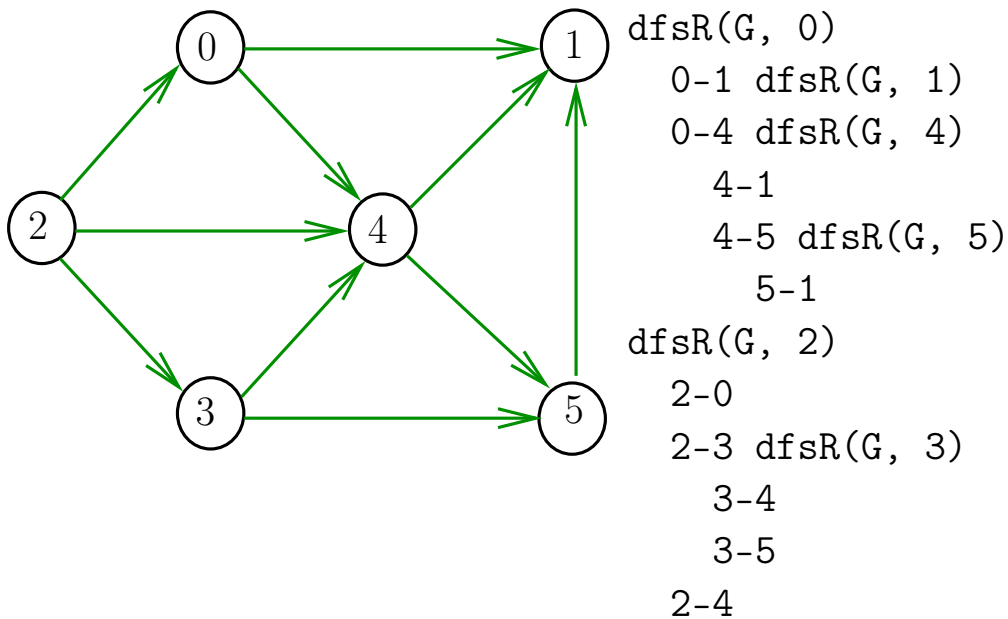 0
1
2
4
3
5
dfsR(G, 0)
0-1 dfsR(G, 1)
0-4 dfsR(G, 4)
4-1
4-5 dfsR(G, 5)
5-1
dfsR(G, 2)
2-0
2-3 dfsR(G, 3)
3-4
3-5
2-4